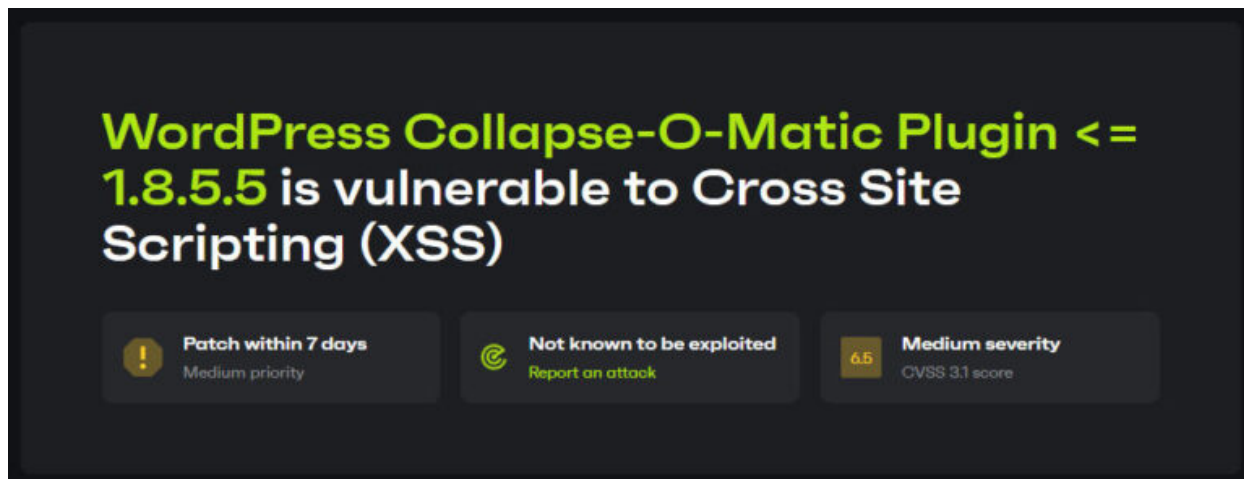 WordPress Collapse-O-Matic Plugin <=
1.8.5.5 is vulnerable to Cross Site
Scripting (XSS)
Patch within 7 days
Medium priority
Not known to be exploited
Report an attack
6.5
Medium severity
CVSS 3.1 score